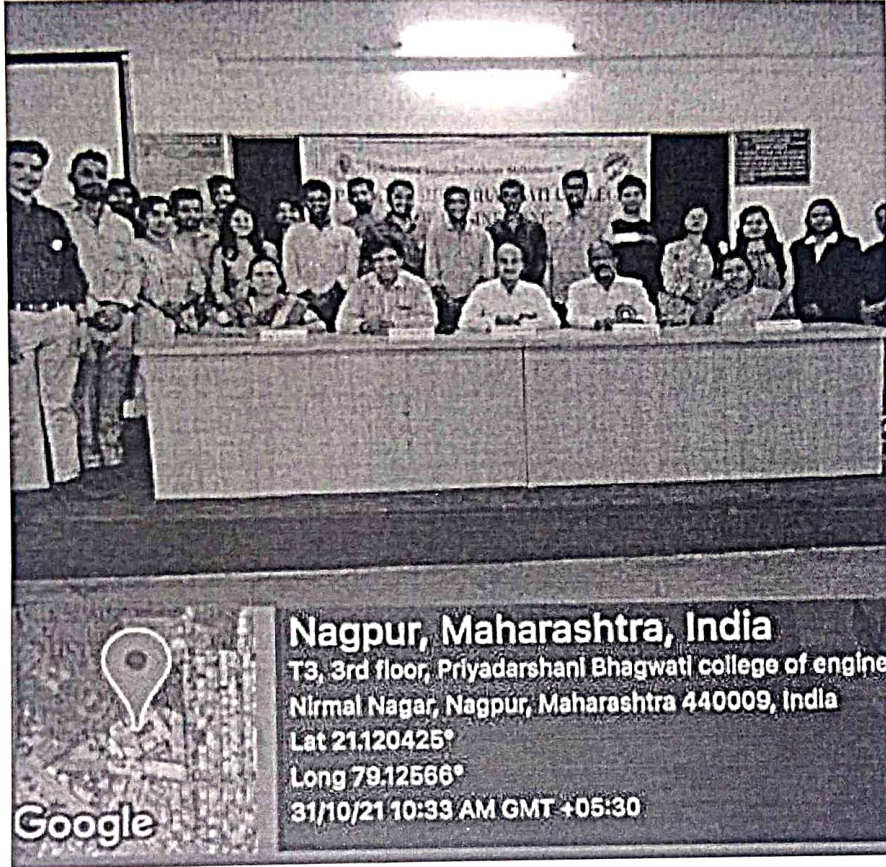 COLLEGE
Nagpur, Maharashtra, India
T3, 3rd floor, Priyadarshani Bhagwati college of engine
Nirmal Nagar, Nagpur, Maharashtra 440009, India
Lat 21.120425°
Long 79.12566°
31/10/21 10:33 AM GMT +05:30
Google